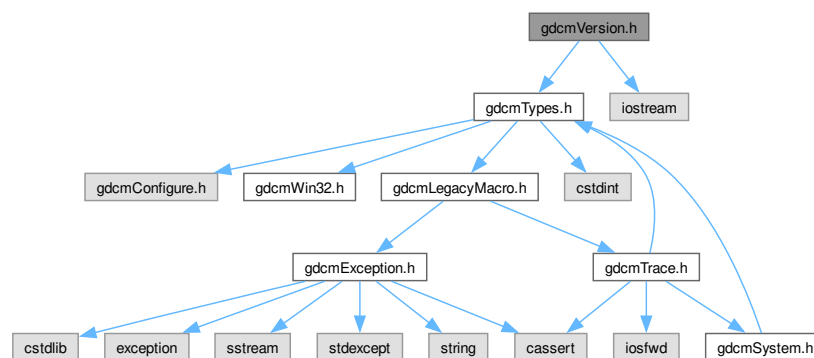 gdcmVersion.h
gdcmTypes.h
iostream
gdcmConfigure.h
gdcmWin32.h
gdcmLegacyMacro.h
cstdint
gdcmException.h
gdcmTrace.h
cstdlib
exception
sstream
stdexcept
string
cassert
iosfwd
gdcmSystem.h